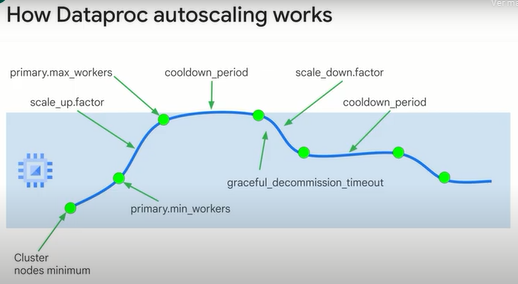 How Dataproc autoscaling works
primary.max_workers
cooldown_period
scale_down.factor
scale_up.factor
cooldown_period
graceful_decommission_timeout
primary.min_workers
Cluster
nodes minimum